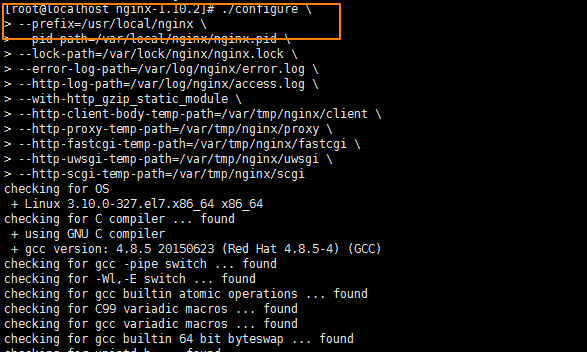 [root@localhost nginx-1.10.2]# ./configure \
> --prefix=/usr/local/nginx \
> --pid-path=/var/local/nginx/nginx.pid \
> --lock-path=/var/lock/nginx/nginx.lock \
> --error-log-path=/var/log/nginx/error.log \
> --http-log-path=/var/log/nginx/access.log \
> --with-http_gzip_static_module \
> --http-client-body-temp-path=/var/tmp/nginx/client \
> --http-proxy-temp-path=/var/tmp/nginx/proxy \
> --http-fastcgi-temp-path=/var/tmp/nginx/fastcgi \
> --http-uwsgi-temp-path=/var/tmp/nginx/uwsgi \
> --http-scgi-temp-path=/var/tmp/nginx/scgi
checking for OS
+ Linux 3.10.0-327.el7.x86_64 x86_64
checking for C compiler ... found
+ using GNU C compiler
+ gcc version: 4.8.5 20150623 (Red Hat 4.8.5-4) (GCC)
checking for gcc -pipe switch ... found
checking for -Wl,-E switch ... found
checking for gcc builtin atomic operations ... found
checking for C99 variadic macros ... found
checking for gcc variadic macros ... found
checking for gcc builtin 64 bit byteswap ... found
checking for unistd.h ... found